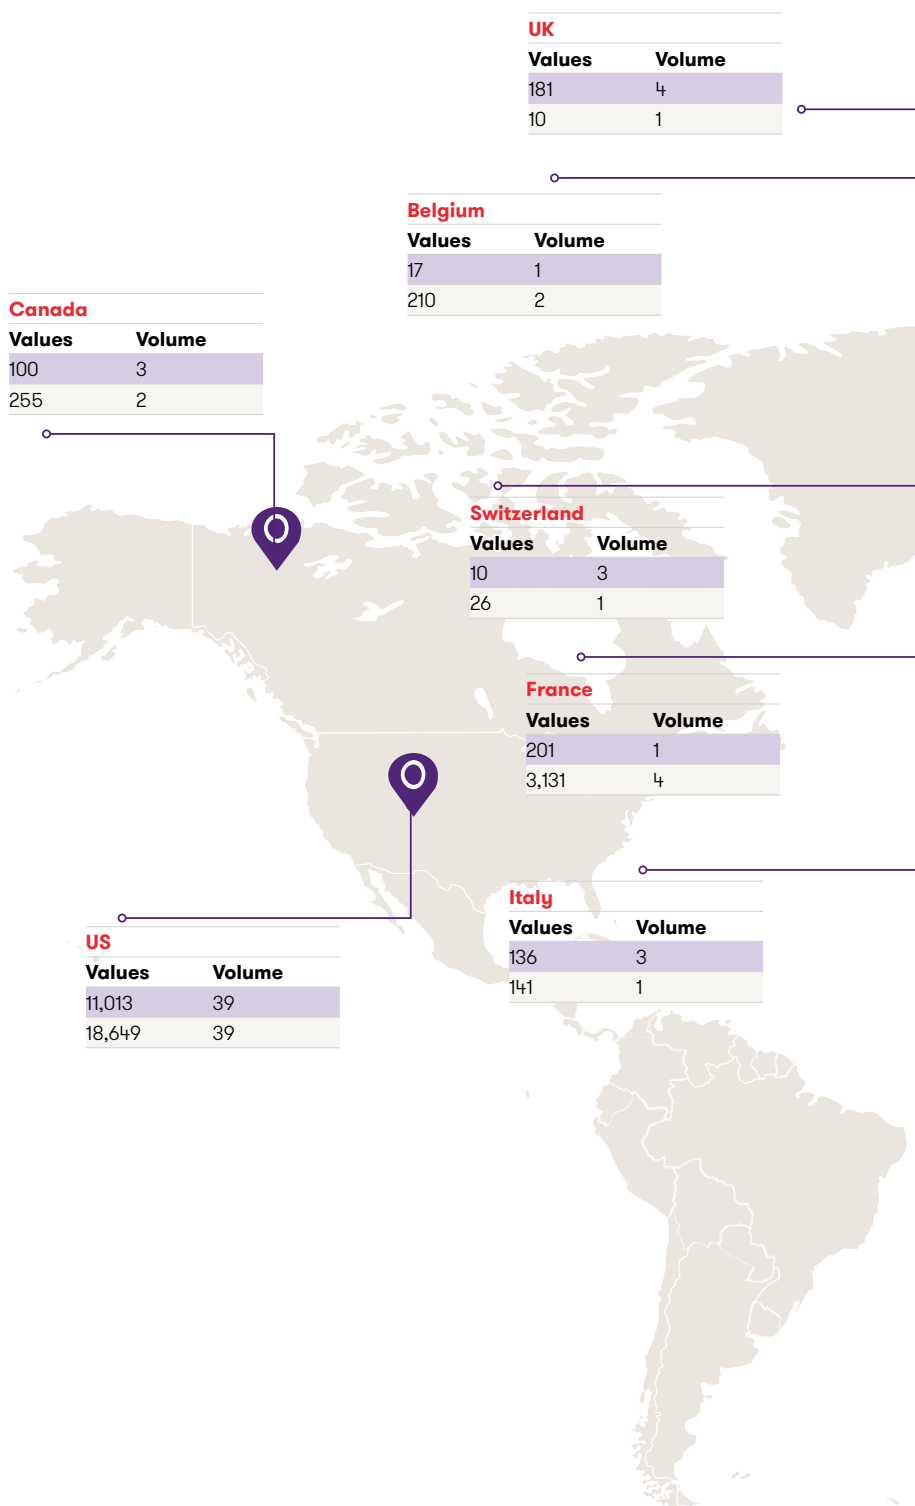 UK
Values Volume
181 4
10 1
Belgium
Values Volume
17 1
210 2
Canada
Values Volume
100 3
255 2
Switzerland
Values Volume
10 3
26 1
France
Values Volume
201 1
3,131 4
Italy
Values Volume
136 3
141 1
US
Values Volume
11,013 39
18,649 39